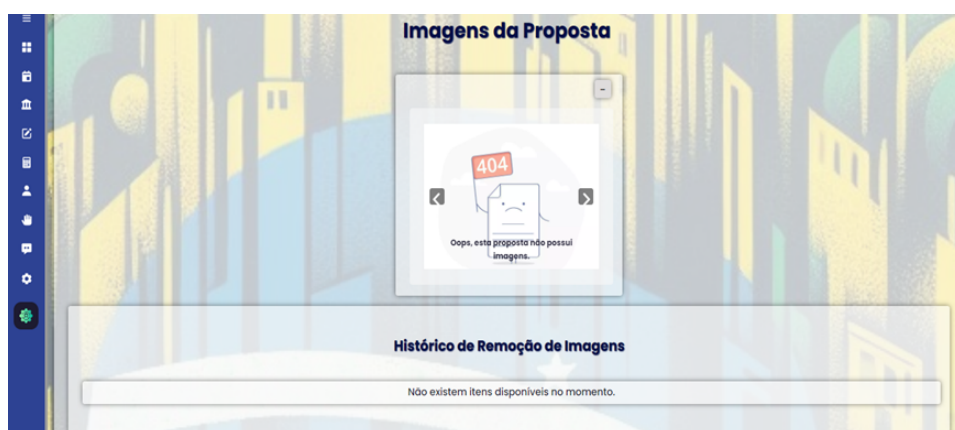 Imagens da Proposta
-
404
Oops, esta proposta não possui
imagens.
Histórico de Remoção de Imagens
Não existem itens disponíveis no momento.